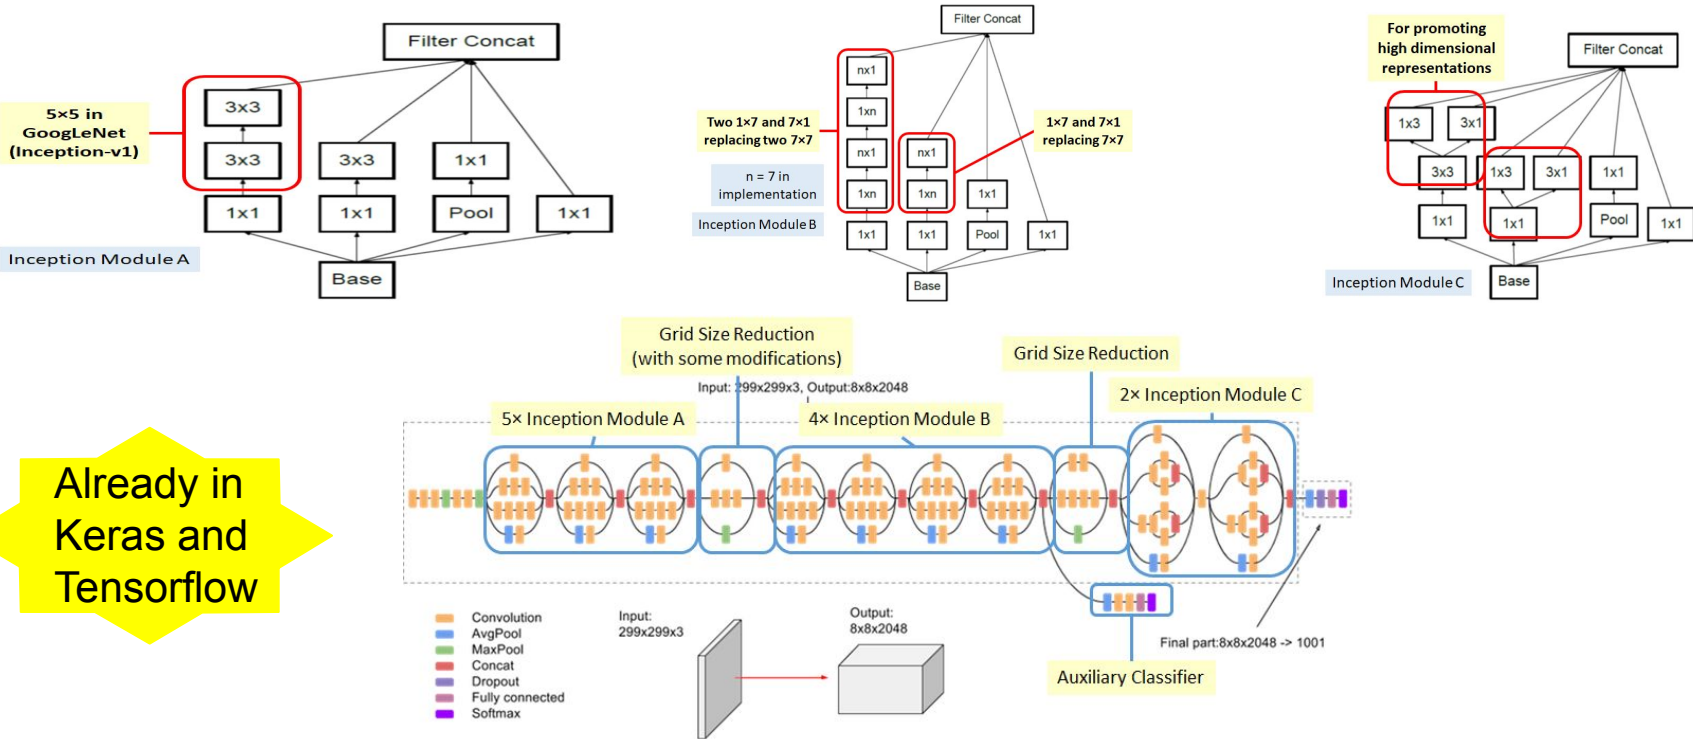 Filter Concat
5×5 in
GoogLeNet
(Inception-v1)
3x3
3x3
3x3
1x1
1x1
1x1
Pool
1x1
Base
Inception Module A
Filter Concat
nx1
1xn
nx1
1xn
1x1
nx1
1xn
1x1
1x1
Pool
1x1
Base
Two 1×7 and 7×1
replacing two 7×7
1×7 and 7×1
replacing 7×7
n = 7 in
implementation
Inception Module B
For promoting
high dimensional
representations
Filter Concat
1x3
3x1
3x3
1x3
3x1
1x1
1x1
1x1
Pool
1x1
Base
Inception Module C
Grid Size Reduction
(with some modifications)
Grid Size Reduction
Input: 299x299x3, Output:8x8x2048
5× Inception Module A
4× Inception Module B
2× Inception Module C
Already in
Keras and
Tensorflow
Convolution
AvgPool
MaxPool
Concat
Dropout
Fully connected
Softmax
Input:
299x299x3
Output:
8x8x2048
Final part:8x8x2048 -> 1001
Auxiliary Classifier